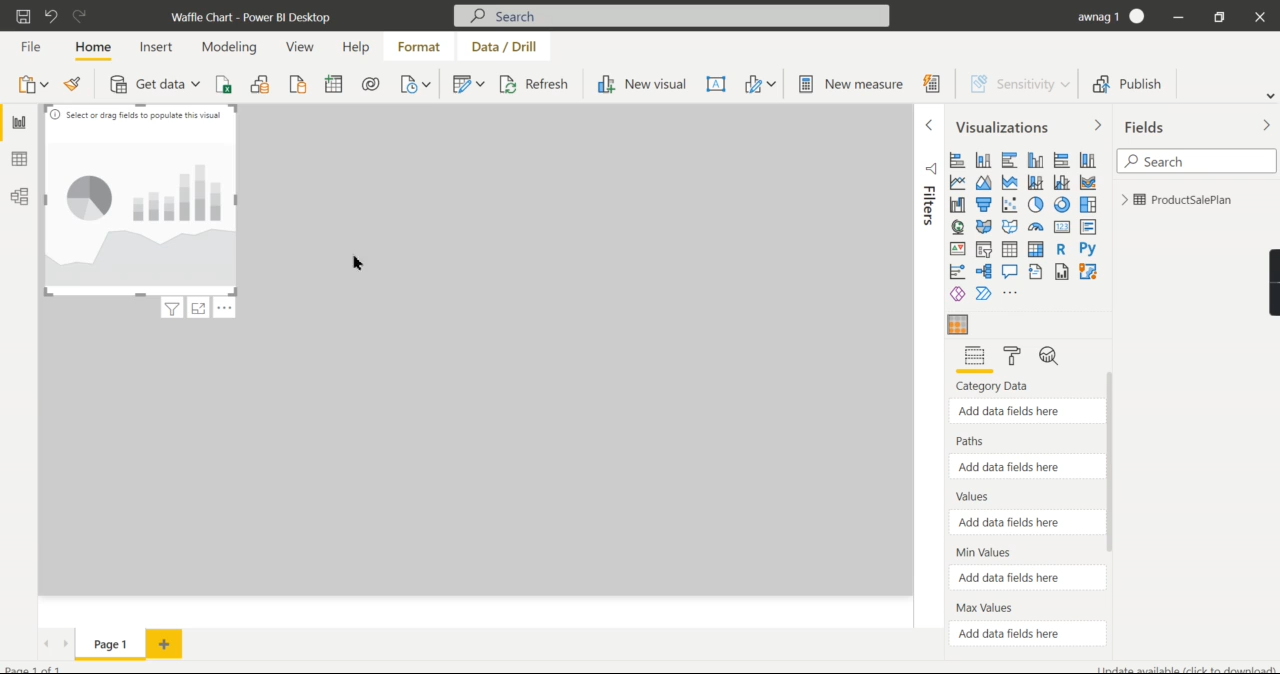 Waffle Chart - Power BI Desktop
Search
awnag 1
File
Home
Insert
Modeling
View
Help
Format
Data / Drill
Get data
Refresh
New visual
New measure
Sensitivity
Publish
Select or drag fields to populate this visual
Filters
Visualizations
Fields
Search
ProductSalePlan
123
R
Py
Category Data
Add data fields here
Paths
Add data fields here
Values
Add data fields here
Min Values
Add data fields here
Max Values
Add data fields here
Page 1
Page 1 of 1
Update available (click to download)